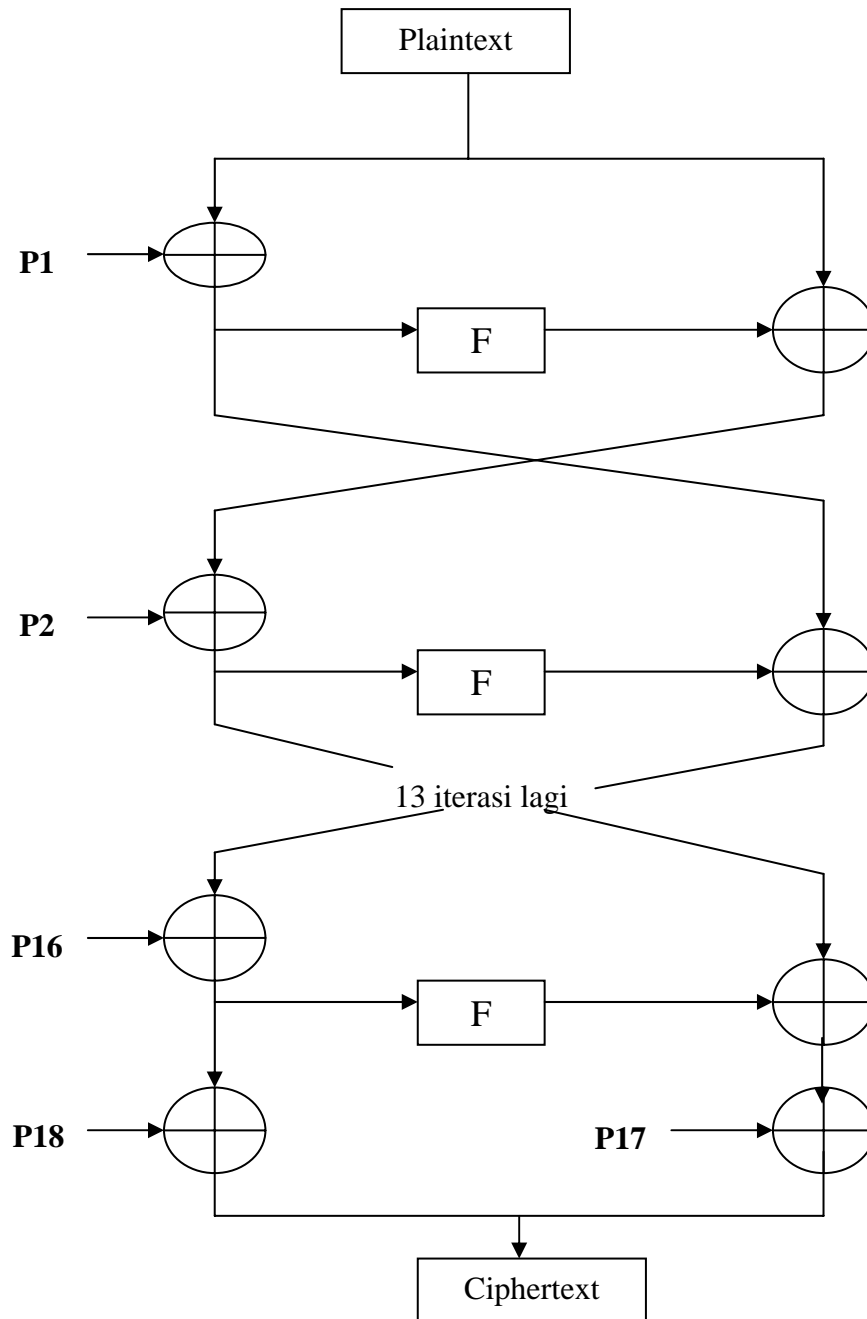 Plaintext
P1
F
P2
F
13 iterasi lagi
P16
F
P18
P17
Ciphertext